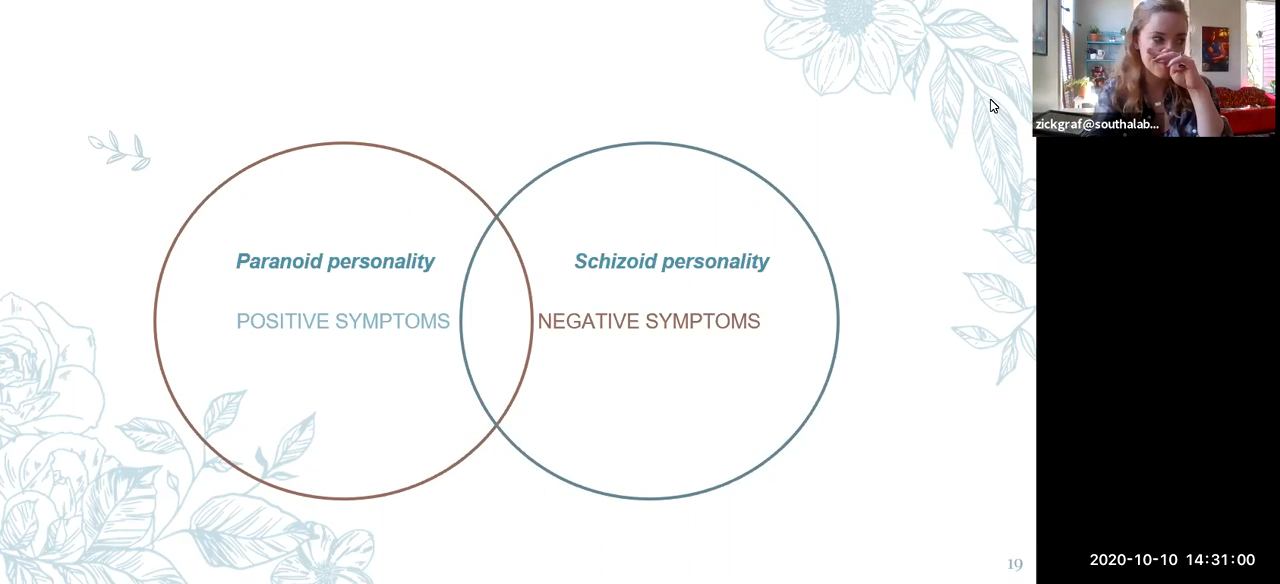 zickgraf@southalab...
Paranoid personality
Schizoid personality
POSITIVE SYMPTOMS
NEGATIVE SYMPTOMS
19
2020-10-10 14:31:00